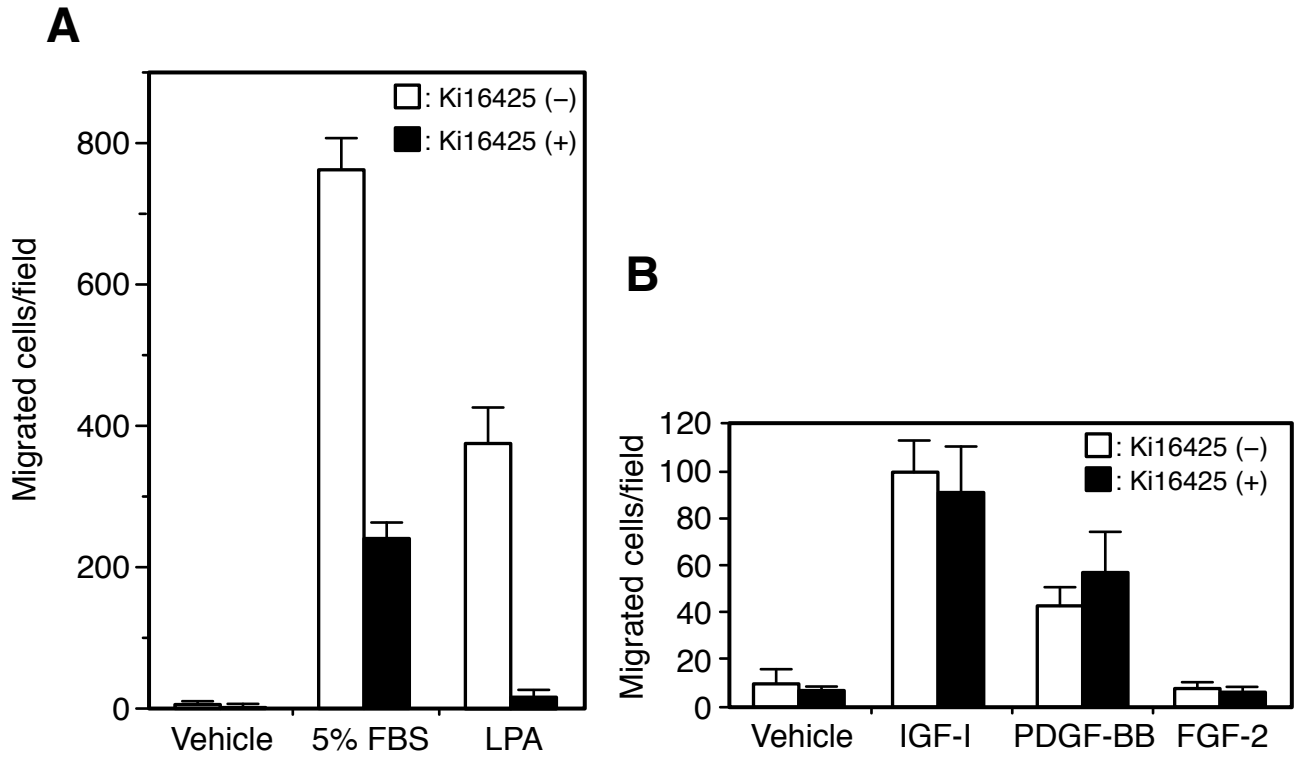 A
: Ki16425 (−)
: Ki16425 (+)
800
600
400
200
0
Migrated cells/field
Vehicle 5% FBS LPA
B
: Ki16425 (−)
: Ki16425 (+)
120
100
80
60
40
20
0
Migrated cells/field
Vehicle IGF-I PDGF-BB FGF-2